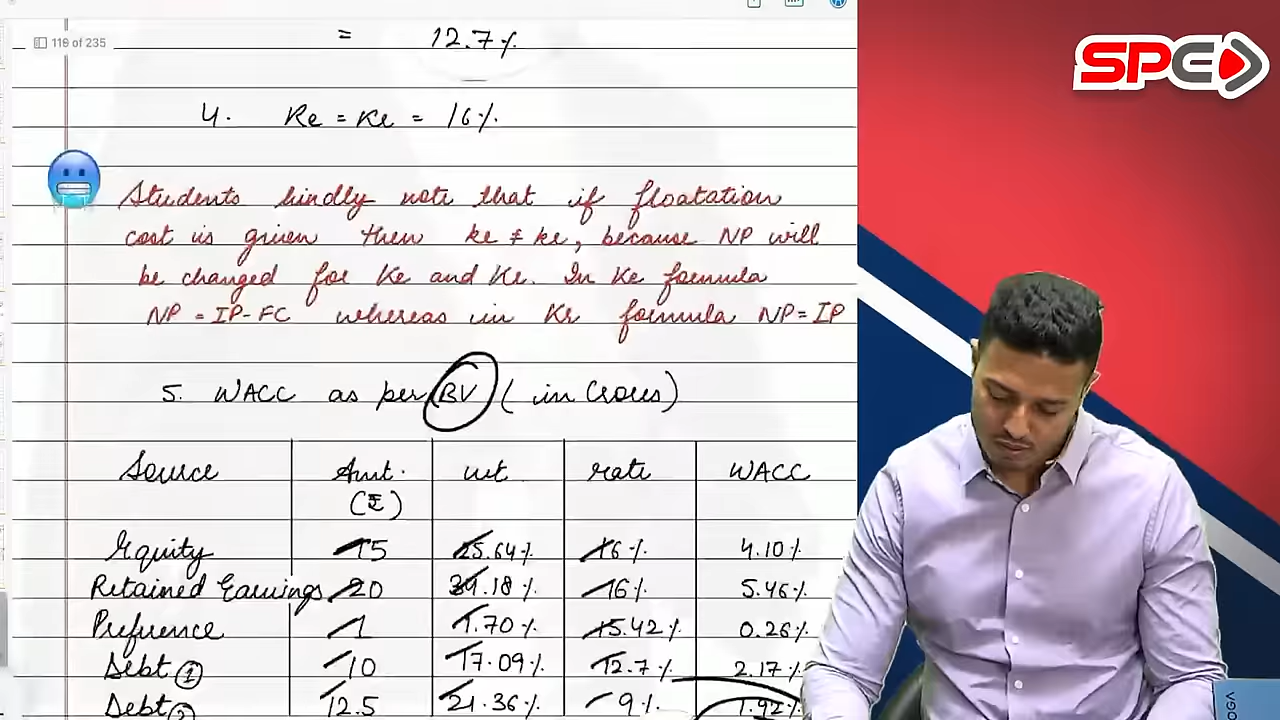 119 of 235
SPED
= 12.7%
4. Re = Ke = 16%
Students kindly note that if floatation
cost is given then ke ≠ ke, because NP will
be changed for Ke and Ke. In Ke formula
NP = IP-FC whereas in Kr formula NP = IP
5. WACC as per BV (in Crores)
Source Amt. wt rate WACC
(₹)
Equity 15 25.64% 16% 4.10%
Retained Earnings 20 34.18% 16% 5.46%
Prefrence 1 1.70% 15.42% 0.26%
Debt ① 10 17.09% 12.7% 2.17%
Debt ② 12.5 21.36% 9% 1.92%